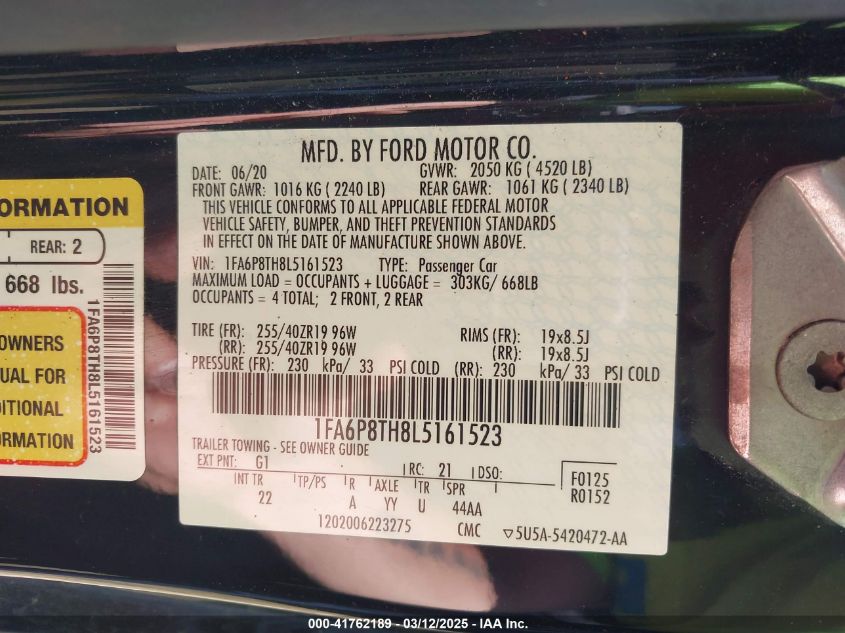 ORMATION
REAR: 2
668 lbs.
OWNERS
UAL FOR
DITIONAL
ORMATION
1FA6P8TH8L5161523
MFD. BY FORD MOTOR CO.
DATE: 06/20 GVWR: 2050 KG ( 4520 LB)
FRONT GAWR: 1016 KG ( 2240 LB) REAR GAWR: 1061 KG ( 2340 LB)
THIS VEHICLE CONFORMS TO ALL APPLICABLE FEDERAL MOTOR
VEHICLE SAFETY, BUMPER, AND THEFT PREVENTION STANDARDS
IN EFFECT ON THE DATE OF MANUFACTURE SHOWN ABOVE.
VIN: 1FA6P8TH8L5161523 TYPE: Passenger Car
MAXIMUM LOAD = OCCUPANTS + LUGGAGE = 303KG/ 668LB
OCCUPANTS = 4 TOTAL; 2 FRONT, 2 REAR
TIRE (FR): 255/40ZR19 96W RIMS (FR): 19x8.5J
(RR): 255/40ZR19 96W (RR): 19x8.5J
PRESSURE (FR): 230 kPa/ 33 PSI COLD (RR): 230 kPa/ 33 PSI COLD
1FA6P8TH8L5161523
TRAILER TOWING - SEE OWNER GUIDE
EXT PNT: G1 RC: 21 DSO: F0125
INT TR TP/PS R AXLE TR SPR R0152
22 A YY U 44AA
1202006223275 CMC ▽5U5A-5420472-AA
000-41762189 - 03/12/2025 - IAA Inc.